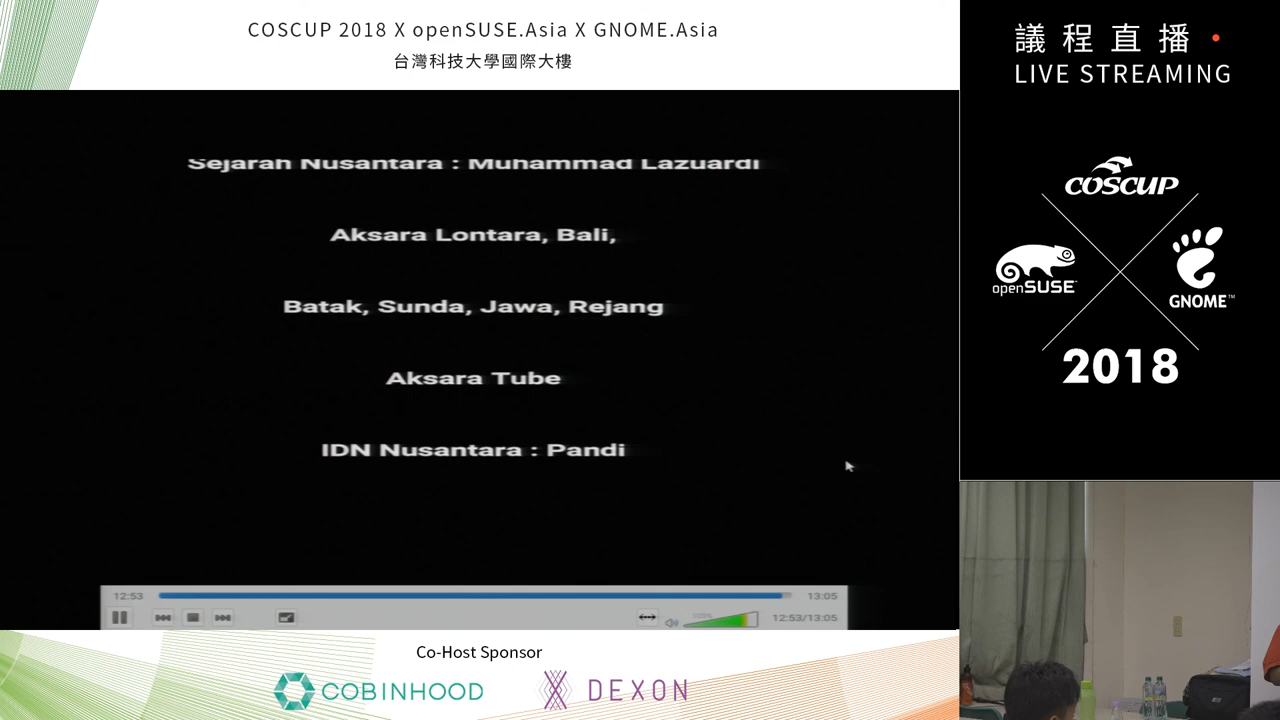 COSCUP 2018 X openSUSE.Asia X GNOME.Asia
台灣科技大學國際大樓
議程直播
LIVE STREAMING
Sejarah Nusantara : Muhammad Lazuardi
Aksara Lontara, Bali,
Batak, Sunda, Jawa, Rejang
Aksara Tube
IDN Nusantara : Pandi
12:53
13:05
100%
12:53/13:05
COSCUP
openSUSE
GNOME™
2018
Co-Host Sponsor
COBINHOOD
DEXON